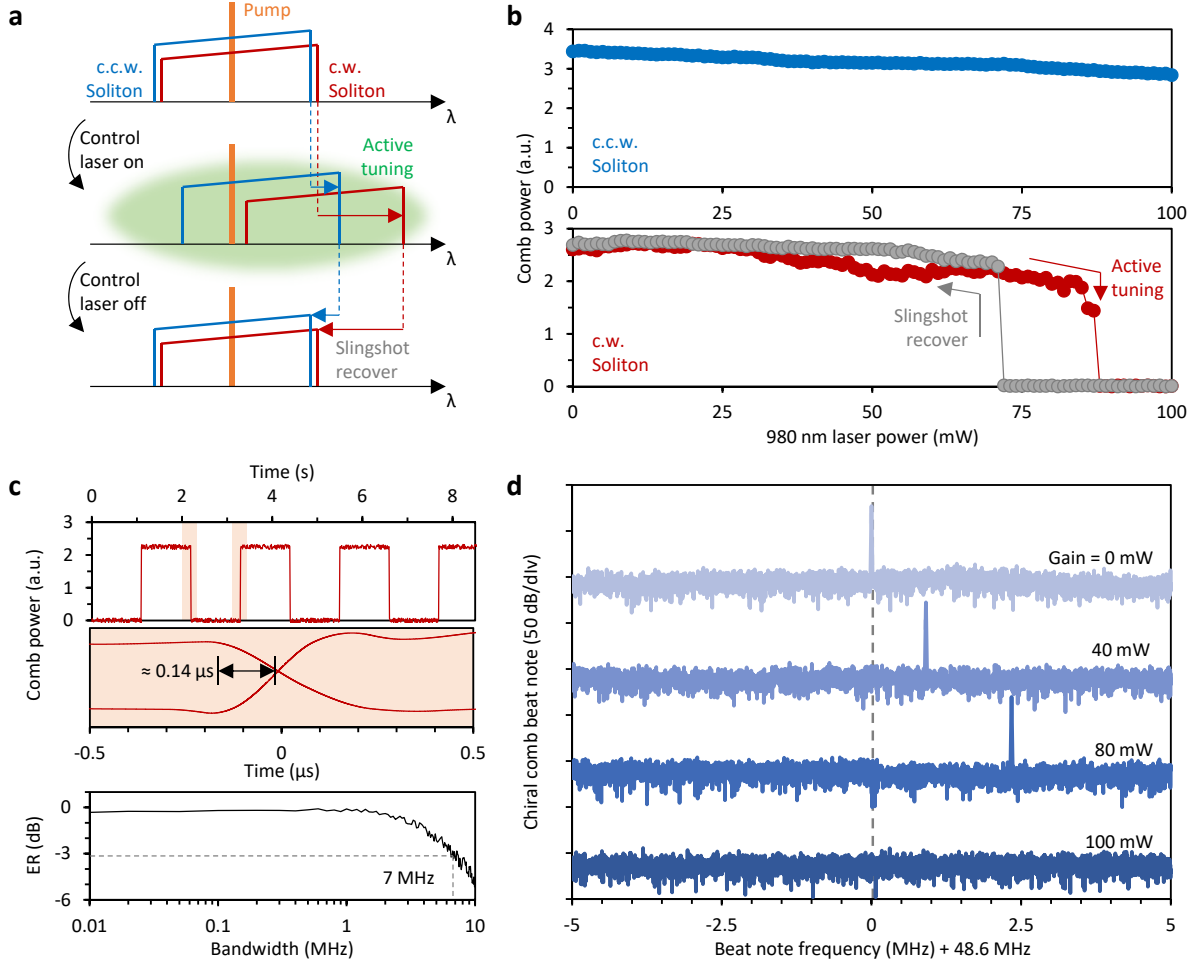 a
Pump
c.c.w.
Soliton
c.w.
Soliton
λ
Control
laser on
Active
tuning
λ
Control
laser off
Slingshot
recover
λ
b
Comb power (a.u.)
4
3
2
1
0
c.c.w.
Soliton
0 25 50 75 100
3
2
1
0
Active
tuning
Slingshot
recover
c.w.
Soliton
0 25 50 75 100
980 nm laser power (mW)
c
Time (s)
0 2 4 6 8
Comb power (a.u.)
3
2
1
0
≈ 0.14 µs
-0.5 0 0.5
Time (µs)
ER (dB)
0
-3
-6
7 MHz
0.01 0.1 1 10
Bandwidth (MHz)
d
Chiral comb beat note (50 dB/dIv)
Gain = 0 mW
40 mW
80 mW
100 mW
-5 -2.5 0 2.5 5
Beat note frequency (MHz) + 48.6 MHz